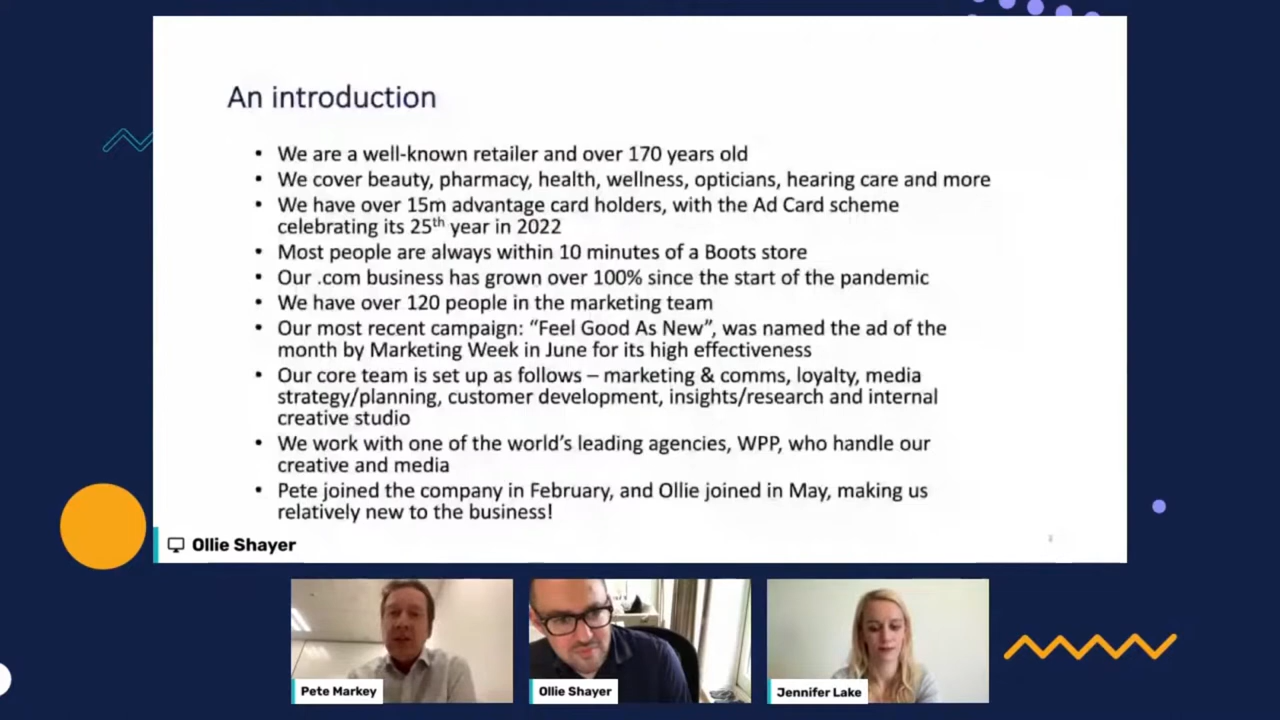 An introduction
• We are a well-known retailer and over 170 years old
• We cover beauty, pharmacy, health, wellness, opticians, hearing care and more
• We have over 15m advantage card holders, with the Ad Card scheme
celebrating its 25th year in 2022
• Most people are always within 10 minutes of a Boots store
• Our .com business has grown over 100% since the start of the pandemic
• We have over 120 people in the marketing team
• Our most recent campaign: “Feel Good As New”, was named the ad of the
month by Marketing Week in June for its high effectiveness
• Our core team is set up as follows – marketing & comms, loyalty, media
strategy/planning, customer development, insights/research and internal
creative studio
• We work with one of the world’s leading agencies, WPP, who handle our
creative and media
• Pete joined the company in February, and Ollie joined in May, making us
relatively new to the business!
Ollie Shayer
Pete Markey
Ollie Shayer
Jennifer Lake